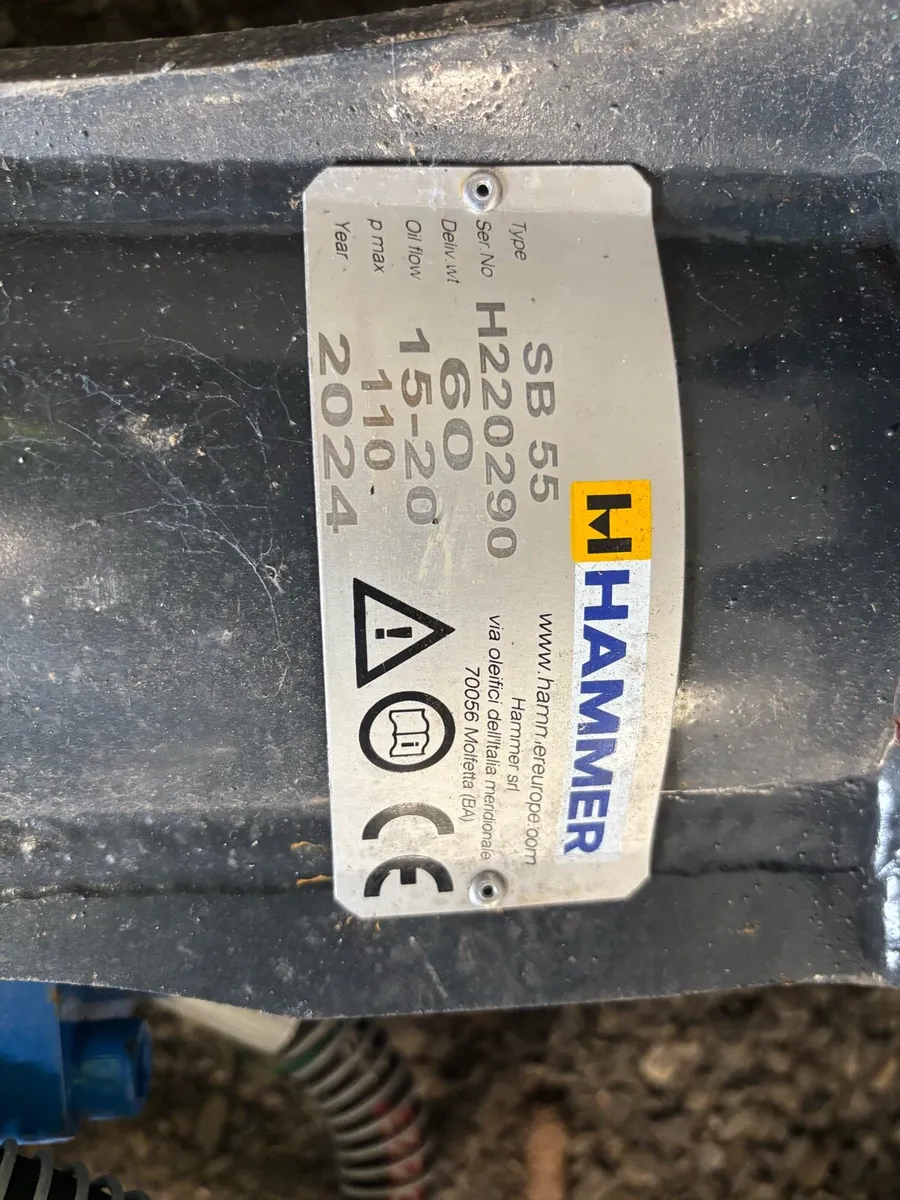 HAMMER
Type SB 55
Ser. No. H220290
Deliv.wt 60
Oil flow 15-20
p max 110
Year 2024
www.hammereurope.com
Hammer srl
via oleifici dell'Italia meridionale
70056 Molfetta (BA)
CE